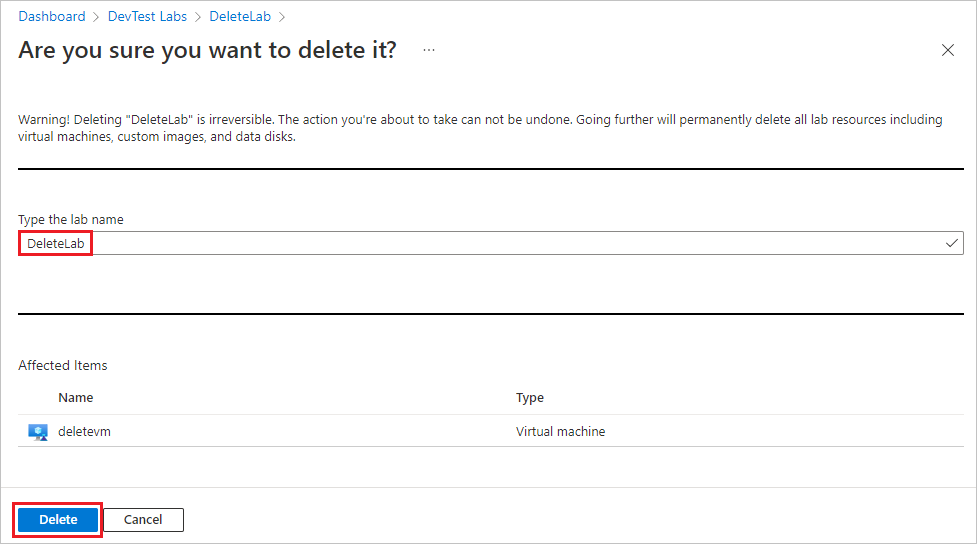 Dashboard > DevTest Labs > DeleteLab >
Are you sure you want to delete it? ...
Warning! Deleting "DeleteLab" is irreversible. The action you're about to take can not be undone. Going further will permanently delete all lab resources including
virtual machines, custom images, and data disks.
Type the lab name
DeleteLab
Affected Items
Name Type
deletevm Virtual machine
Delete Cancel